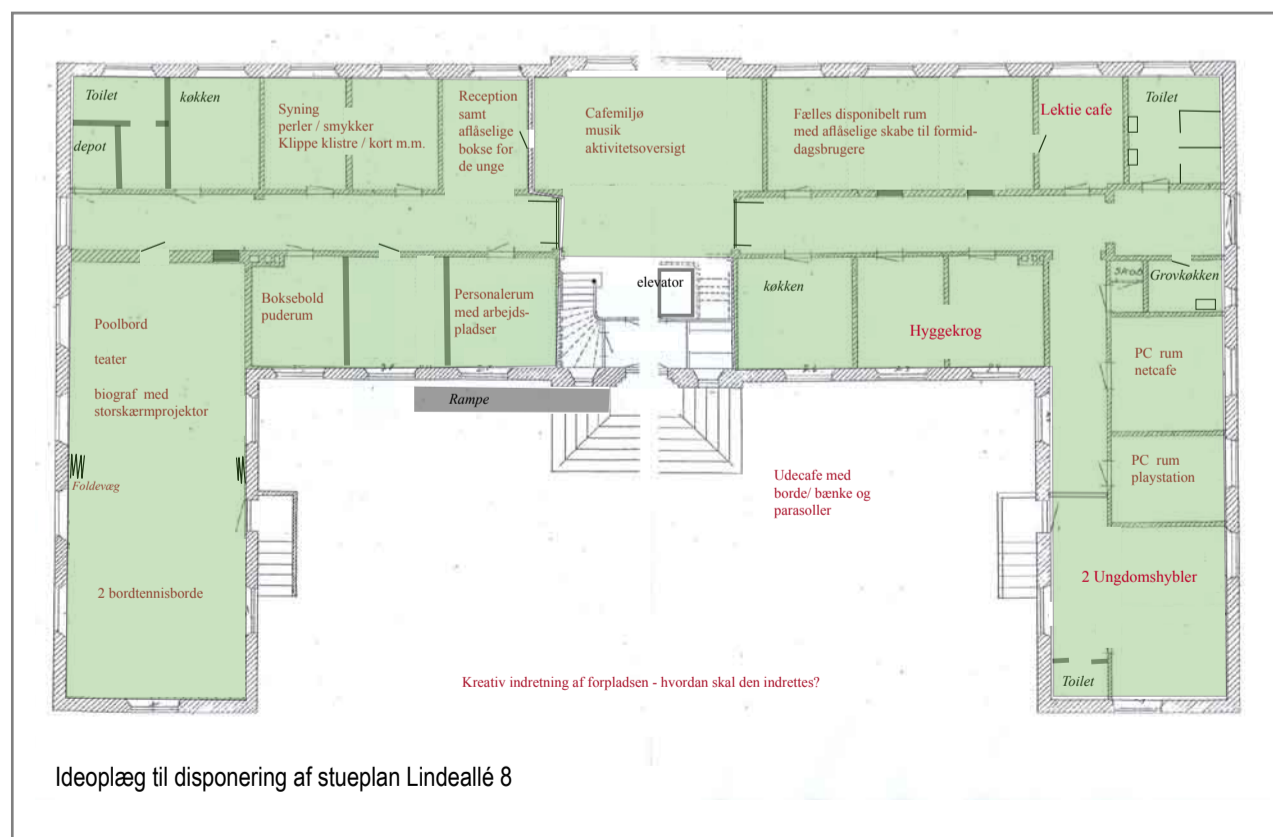 Toilet
køkken
depot
Syning
perler / smykker
Klippe klistre / kort m.m.
Reception
samt
aflåselige
bokse for
de unge
Cafemiljø
musik
aktivitetsoversigt
Fælles disponibelt rum
med aflåselige skabe til formid-
dagsbrugere
Lektie cafe
Toilet
Poolbord
teater
biograf med
storskærmprojektor
Foldevæg
2 bordtennisborde
Boksebold
puderum
Personalerum
med arbejds-
pladser
elevator
køkken
Hyggekrog
Skab
Grovkøkken
PC rum
netcafe
PC rum
playstation
2 Ungdomshybler
Toilet
Rampe
Udecafe med
borde/ bænke og
parasoller
Kreativ indretning af forpladsen - hvordan skal den indrettes?
Ideoplæg til disponering af stueplan Lindeallé 8